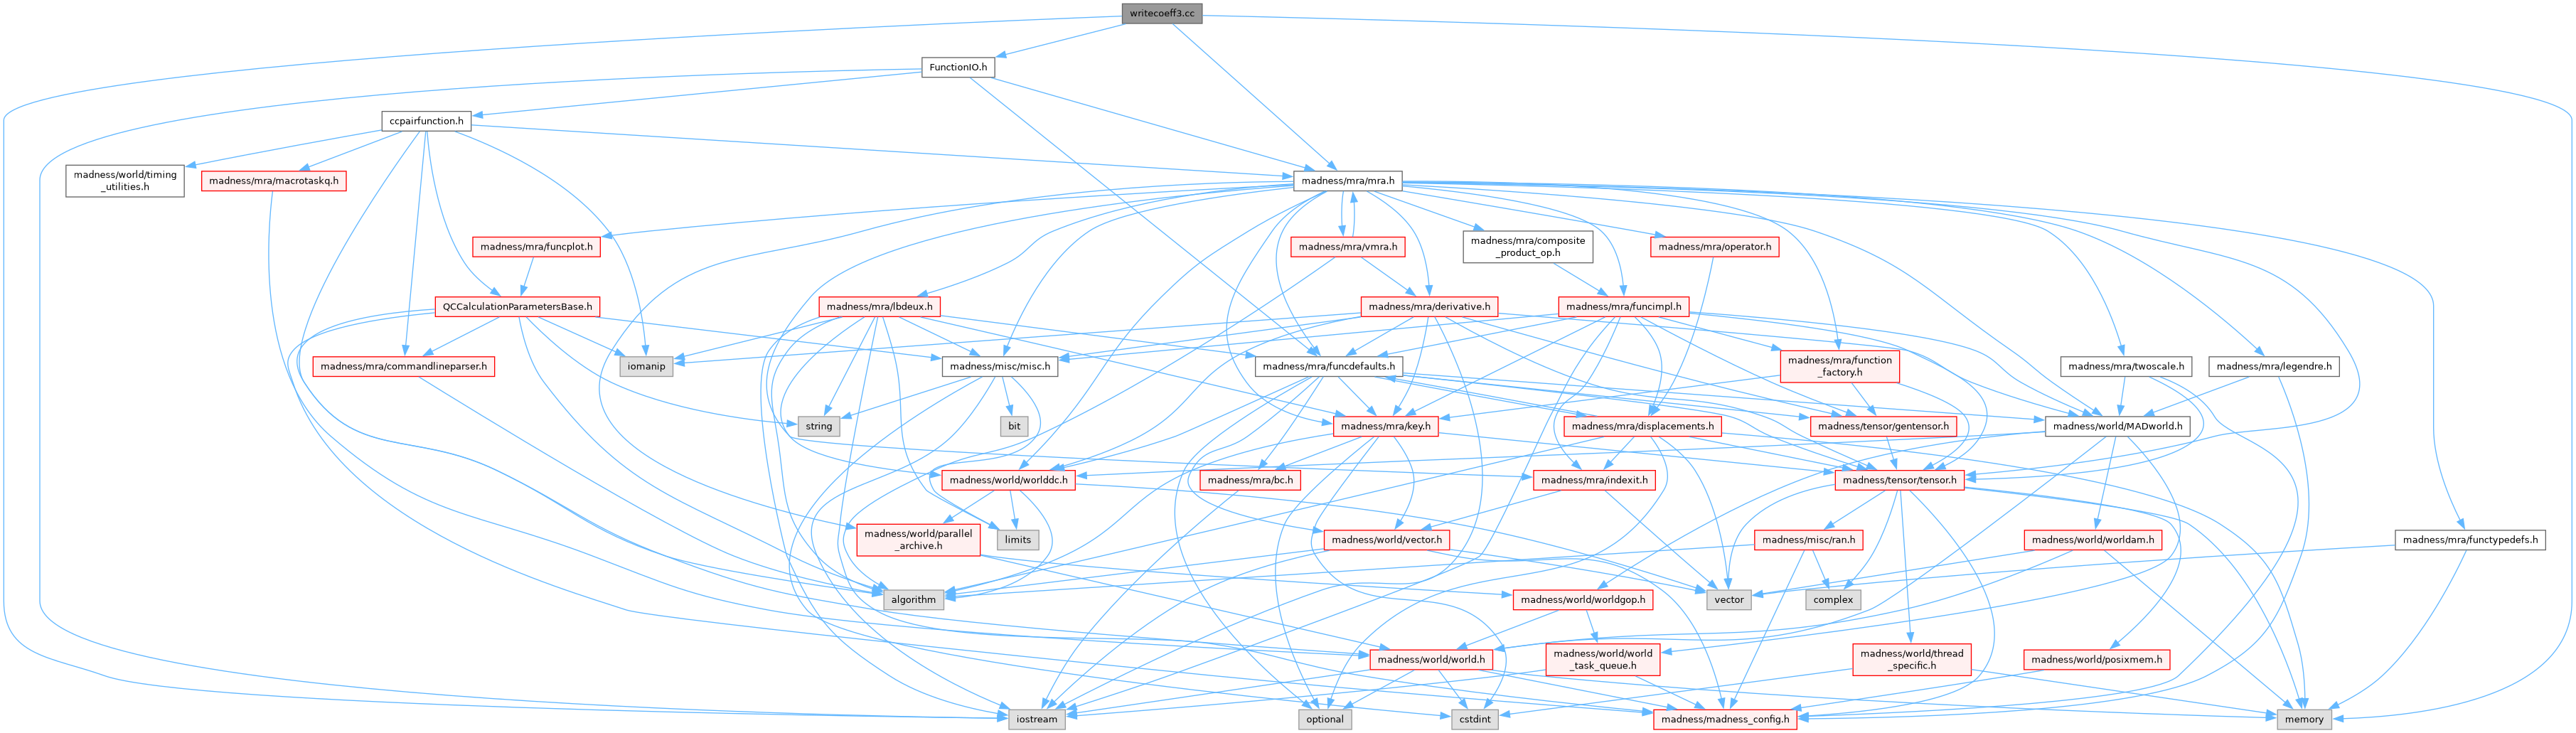 writecoeff3.cc
FunctionIO.h
ccpairfunction.h
madness/world/timing
_utilities.h
madness/mra/macrotaskq.h
madness/mra/mra.h
madness/mra/funcplot.h
madness/mra/vmra.h
madness/mra/composite
_product_op.h
madness/mra/operator.h
QCCalculationParametersBase.h
madness/mra/lbdeux.h
madness/mra/derivative.h
madness/mra/funcimpl.h
madness/mra/commandlineparser.h
iomanip
madness/misc/misc.h
madness/mra/funcdefaults.h
madness/mra/function
_factory.h
madness/mra/twoscale.h
madness/mra/legendre.h
string
bit
madness/mra/key.h
madness/mra/displacements.h
madness/tensor/gentensor.h
madness/world/MADworld.h
madness/world/worlddc.h
madness/mra/bc.h
madness/mra/indexit.h
madness/tensor/tensor.h
madness/world/parallel
_archive.h
limits
madness/world/vector.h
madness/misc/ran.h
madness/world/worldam.h
madness/mra/functypedefs.h
algorithm
madness/world/worldgop.h
vector
complex
madness/world/world.h
madness/world/world
_task_queue.h
madness/world/thread
_specific.h
madness/world/posixmem.h
iostream
optional
cstdint
madness/madness_config.h
memory